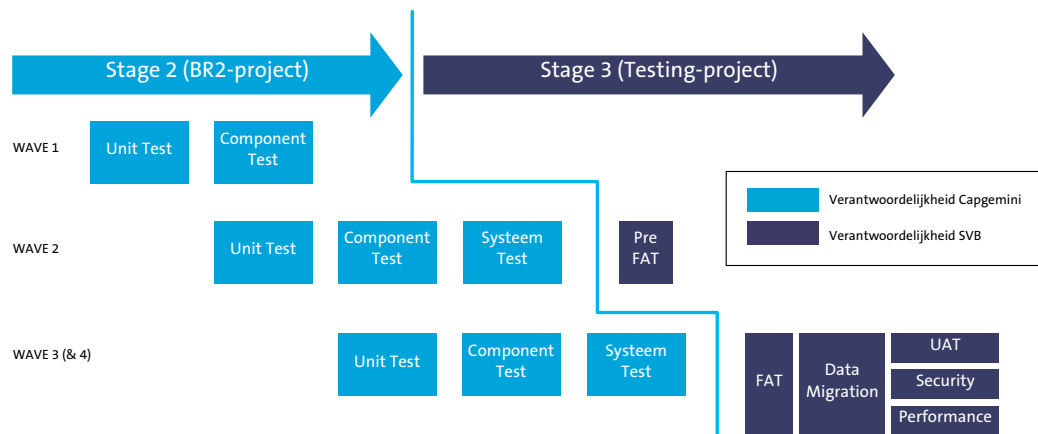 Stage 2 (BR2-project)
Stage 3 (Testing-project)
WAVE 1
Unit Test
Component
Test
Verantwoordelijkheid Capgemini
Verantwoordelijkheid SVB
WAVE 2
Unit Test
Component
Test
Systeem
Test
Pre
FAT
WAVE 3 (& 4)
Unit Test
Component
Test
Systeem
Test
FAT
Data
Migration
UAT
Security
Performance